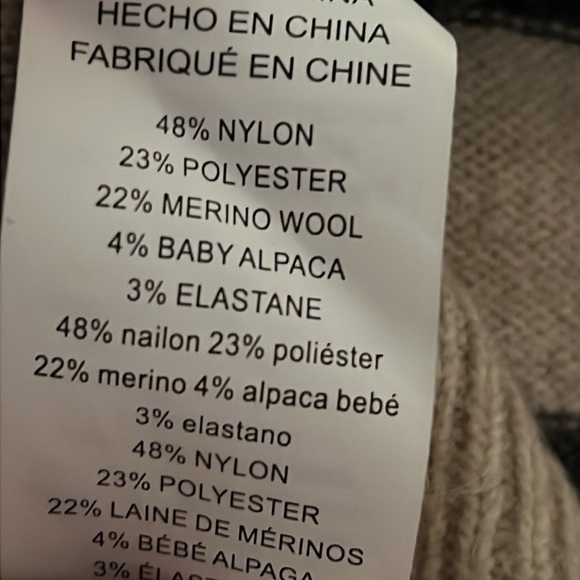 HECHO EN CHINA
FABRIQUÉ EN CHINE
48% NYLON
23% POLYESTER
22% MERINO WOOL
4% BABY ALPACA
3% ELASTANE
48% nailon 23% poliéster
22% merino 4% alpaca bebé
3% elastano
48% NYLON
23% POLYESTER
22% LAINE DE MÉRINOS
4% BÉBÉ ALPAGA
3%